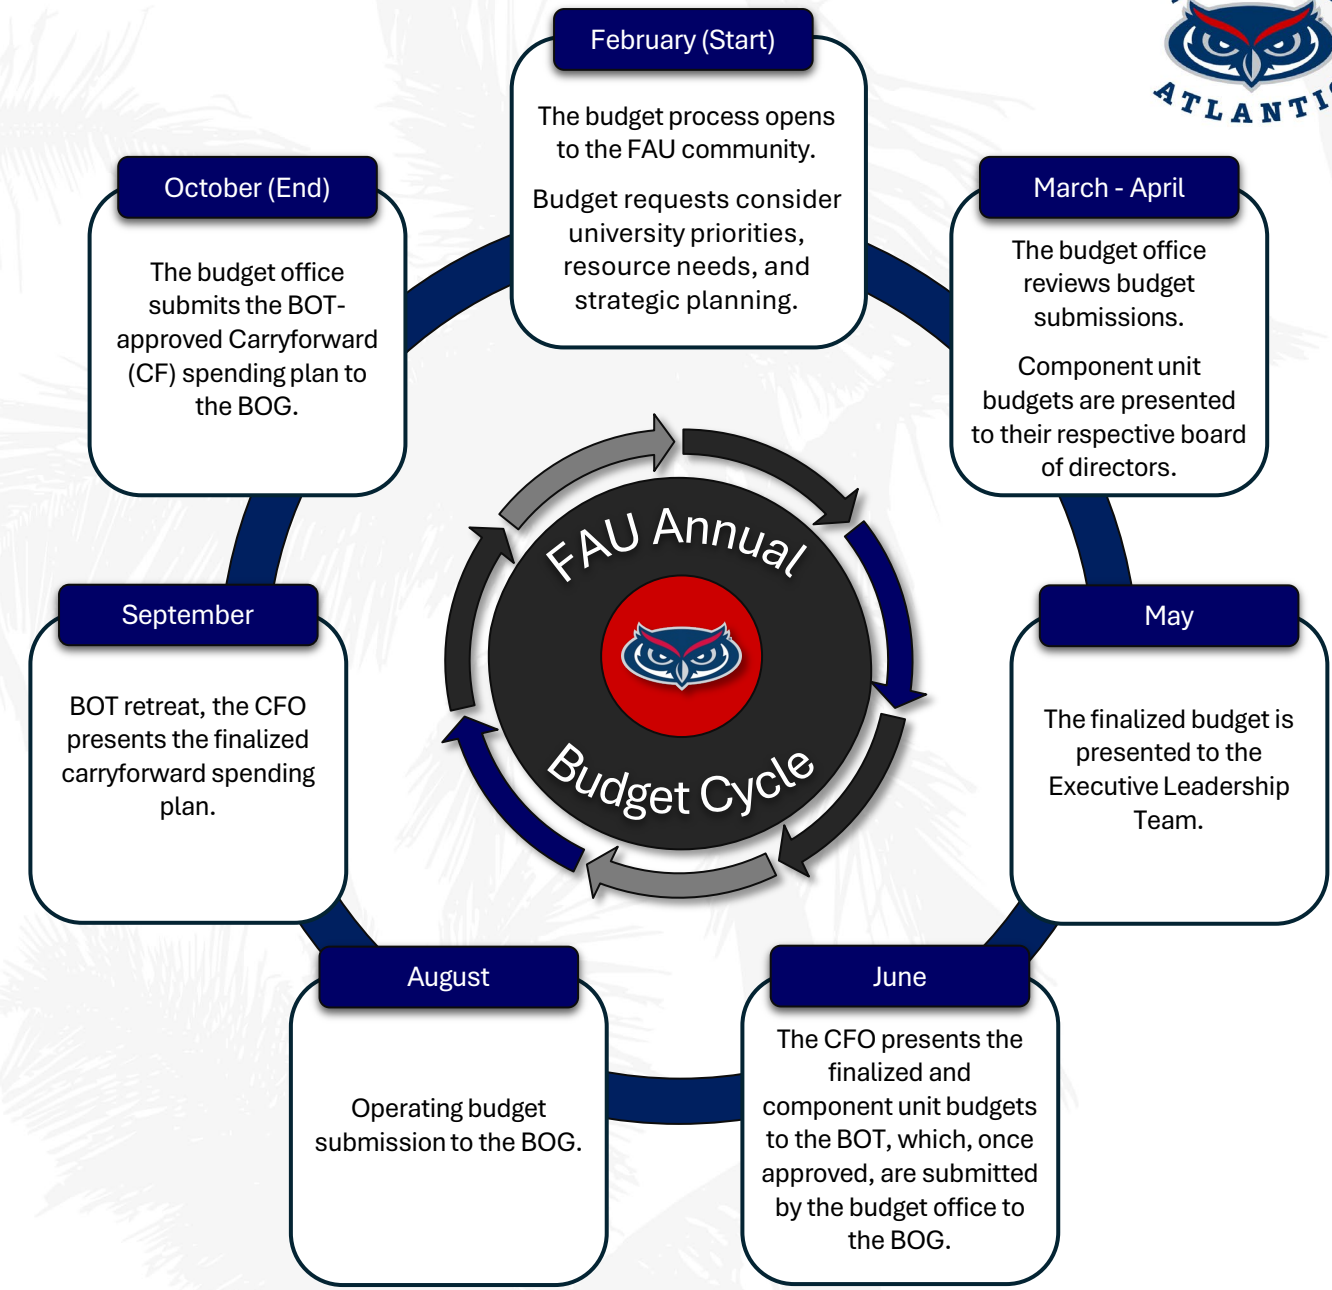 February (Start)
The budget process opens
to the FAU community.
Budget requests consider
university priorities,
resource needs, and
strategic planning.
ATLANTIC
March - April
The budget office
reviews budget
submissions.
Component unit
budgets are presented
to their respective board
of directors.
May
The finalized budget is
presented to the
Executive Leadership
Team.
June
The CFO presents the
finalized and
component unit budgets
to the BOT, which, once
approved, are submitted
by the budget office to
the BOG.
August
Operating budget
submission to the BOG.
September
BOT retreat, the CFO
presents the finalized
carryforward spending
plan.
October (End)
The budget office
submits the BOT-
approved Carryforward
(CF) spending plan to
the BOG.
FAU Annual
Budget Cycle